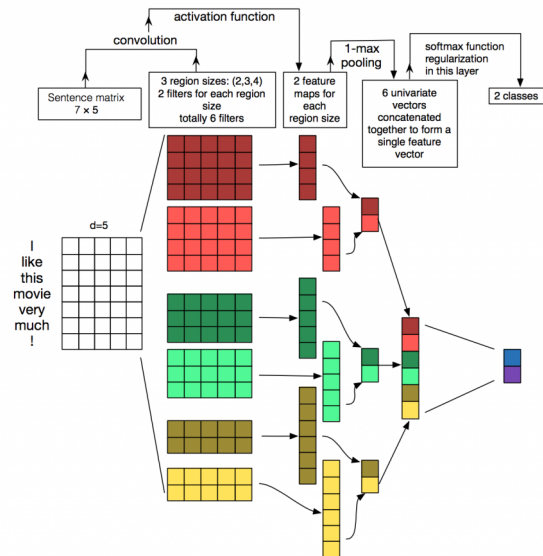 activation function
convolution
1-max
pooling
softmax function
regularization
in this layer
Sentence matrix
7 × 5
3 region sizes: (2,3,4)
2 filters for each region
size
totally 6 filters
2 feature
maps for
each
region size
6 univariate
vectors
concatenated
together to form a
single feature
vector
2 classes
d=5
I
like
this
movie
very
much
!